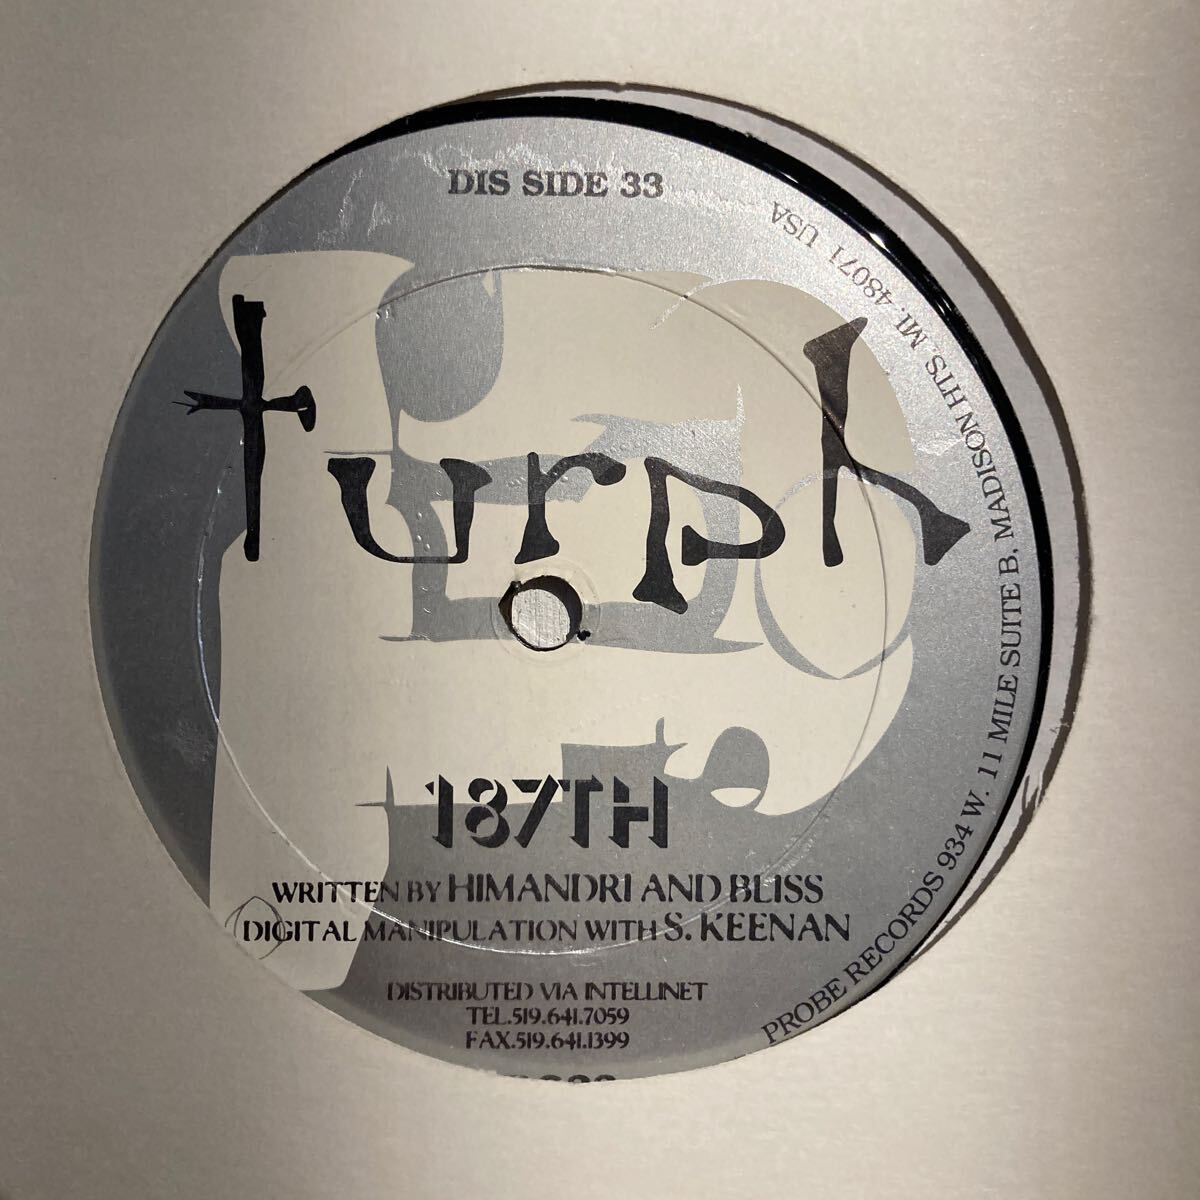 DIS SIDE 33
turph
187TH
WRITTEN BY HIMANDRI AND BLISS
DIGITAL MANIPULATION WITH S. KEENAN
DISTRIBUTED VIA INTELLINET
TEL.519.641.7059
FAX.519.641.1399
PROBE RECORDS 934 W. 11 MILE SUITE B, MADISON HTS. MI. 48071 USA